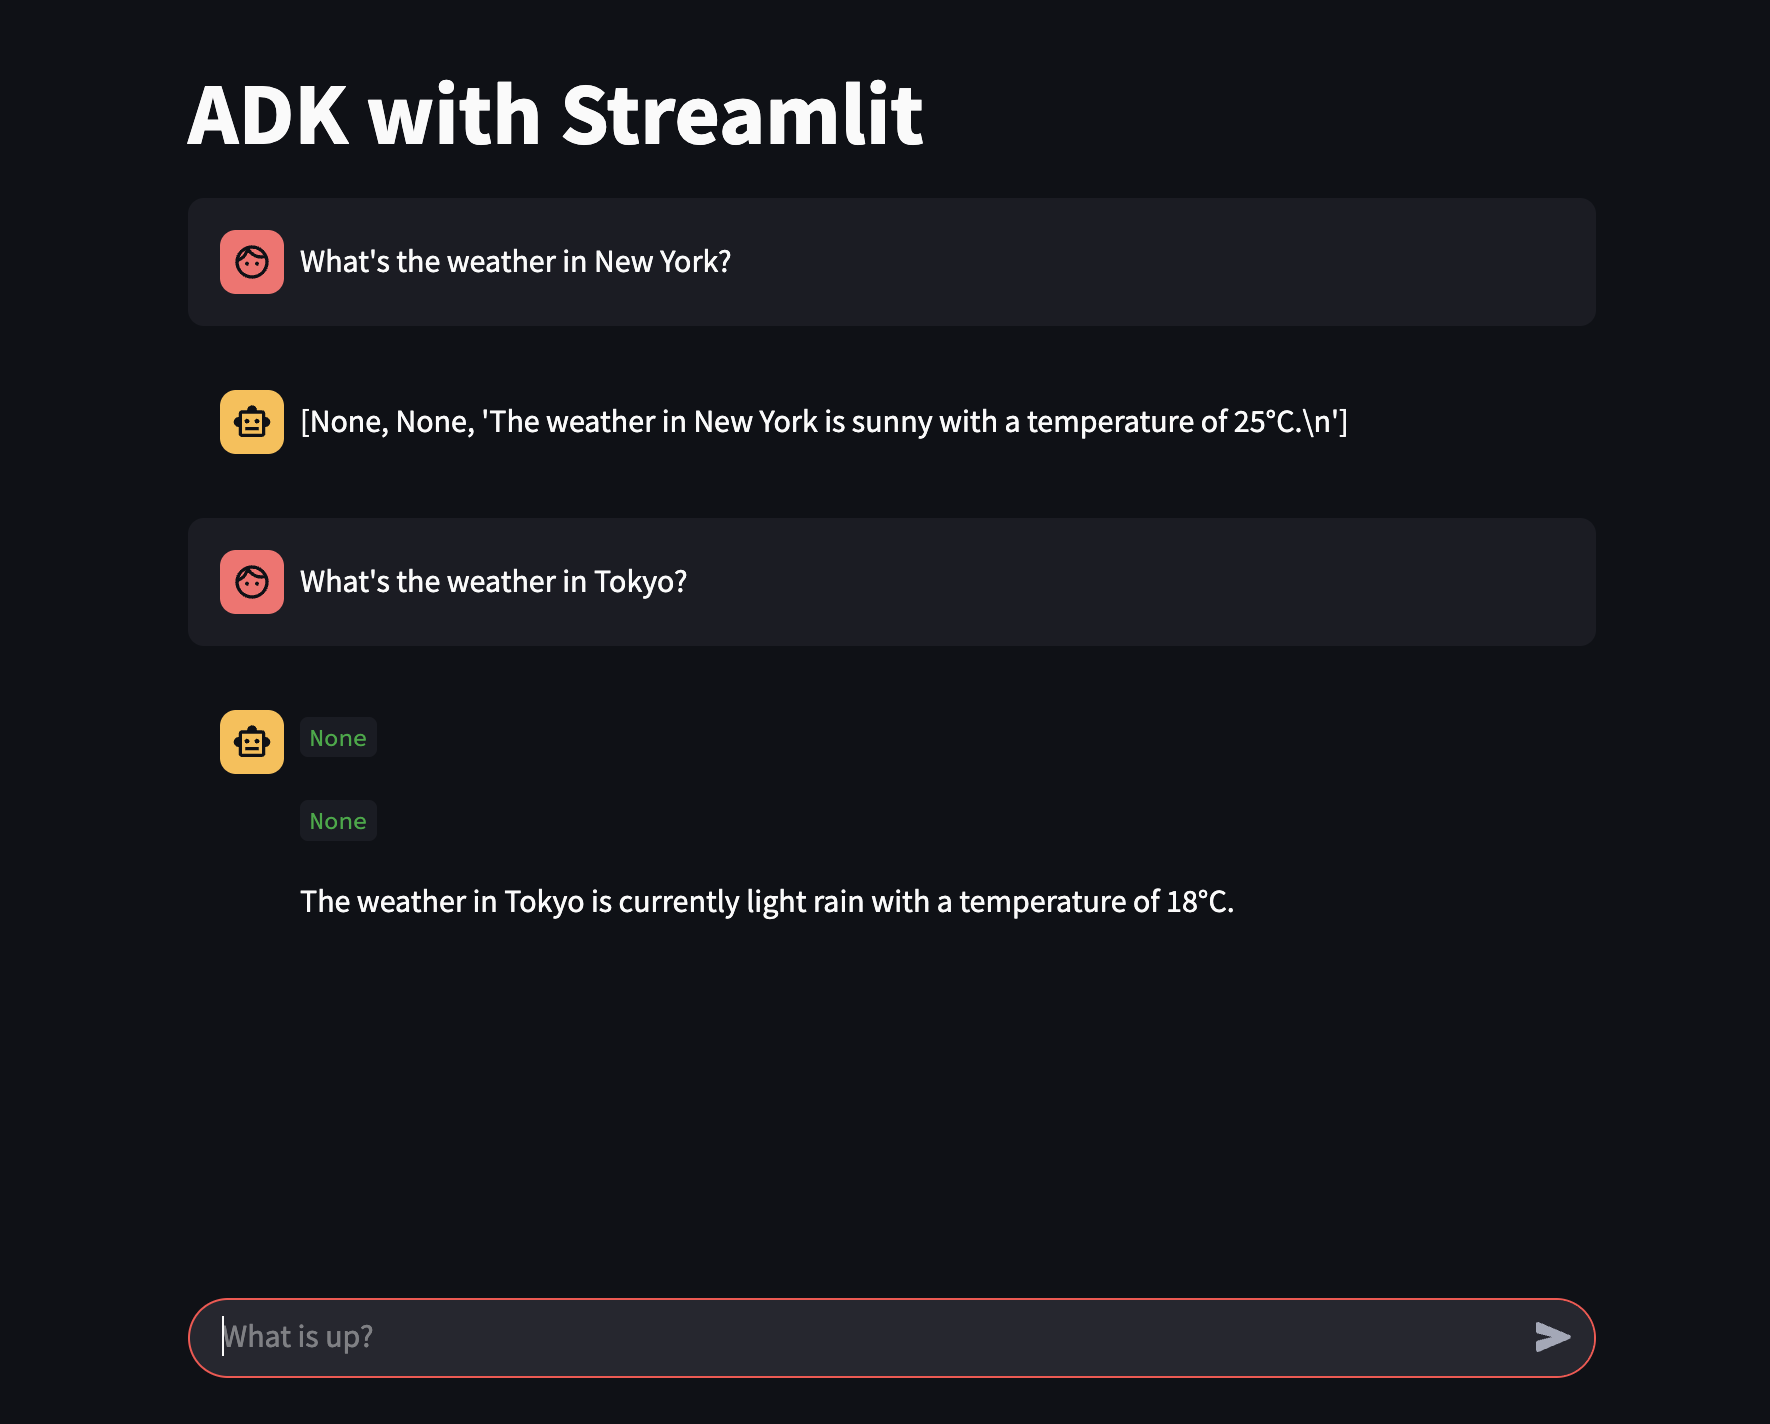 ADK with Streamlit
What's the weather in New York?
[None, None, 'The weather in New York is sunny with a temperature of 25°C.\n']
What's the weather in Tokyo?
None
None
The weather in Tokyo is currently light rain with a temperature of 18°C.
What is up?